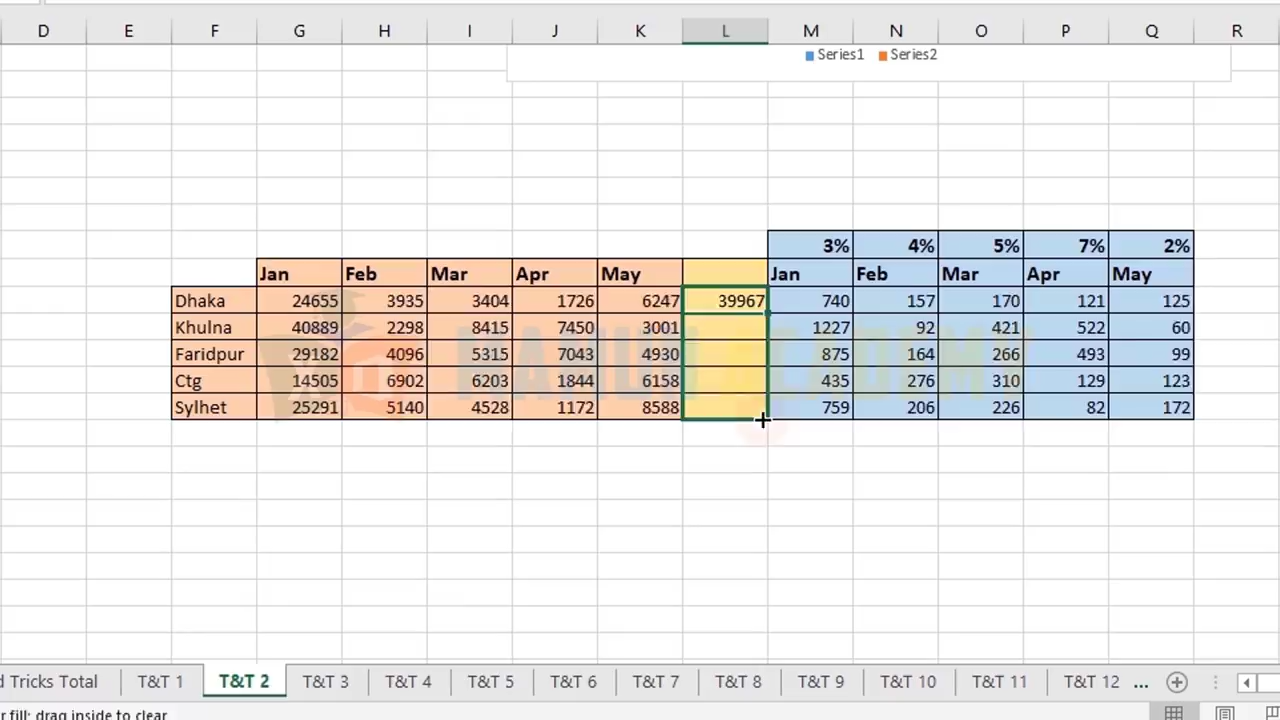 D E F G H I J K L M N O P Q R
Series1 Series2
3% 4% 5% 7% 2%
Jan Feb Mar Apr May Jan Feb Mar Apr May
Dhaka 24655 3935 3404 1726 6247 39967 740 157 170 121 125
Khulna 40889 2298 8415 7450 3001 1227 92 421 522 60
Faridpur 29182 4096 5315 7043 4930 875 164 266 493 99
Ctg 14505 6902 6203 1844 6158 435 276 310 129 123
Sylhet 25291 5140 4528 1172 8588 759 206 226 82 172
d Tricks Total T&T 1 T&T 2 T&T 3 T&T 4 T&T 5 T&T 6 T&T 7 T&T 8 T&T 9 T&T 10 T&T 11 T&T 12 ...
r fill: drag inside to clear